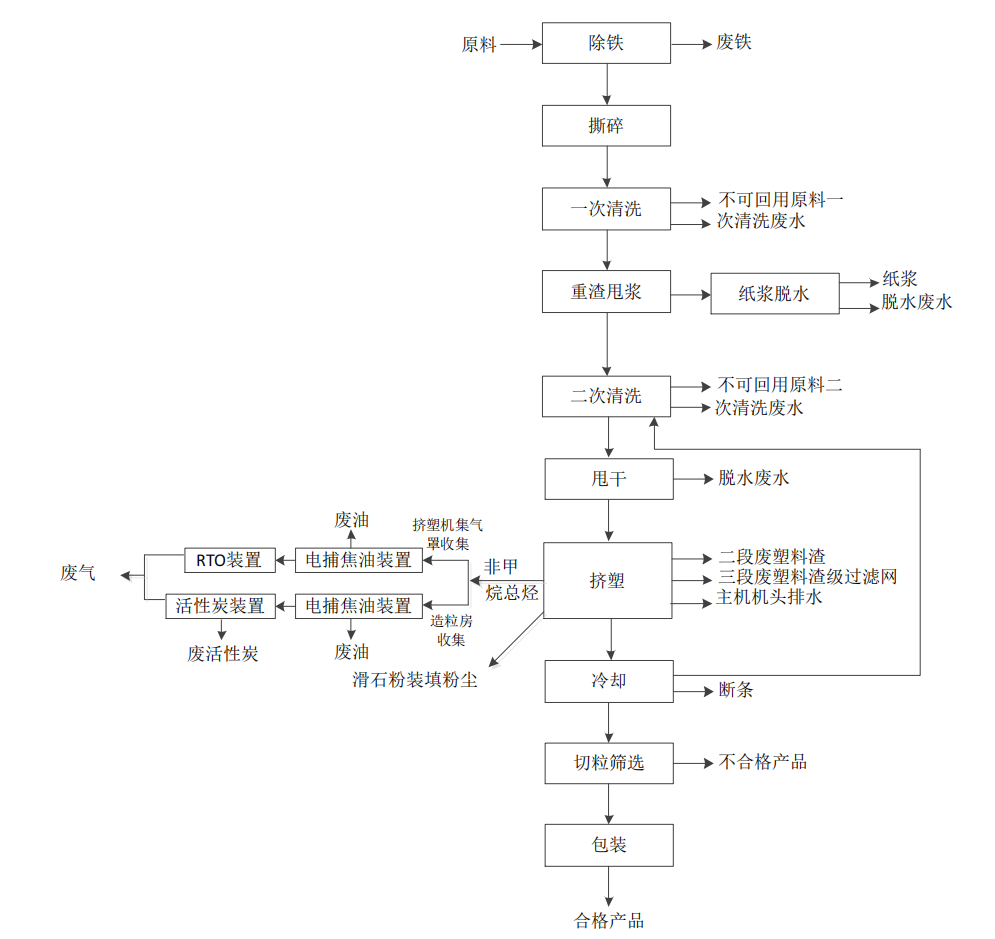 原料
除铁
废铁
撕碎
一次清洗
不可回用原料一
次清洗废水
重渣甩浆
纸浆脱水
纸浆
脱水废水
二次清洗
不可回用原料二
次清洗废水
甩干
脱水废水
废油
挤塑机集气
罩收集
废气
RTO装置
电捕焦油装置
非甲
烷总烃
挤塑
二段废塑料渣
三段废塑料渣级过滤网
主机机头排水
活性炭装置
电捕焦油装置
造粒房
收集
废活性炭
废油
滑石粉装填粉尘
冷却
断条
切粒筛选
不合格产品
包装
合格产品